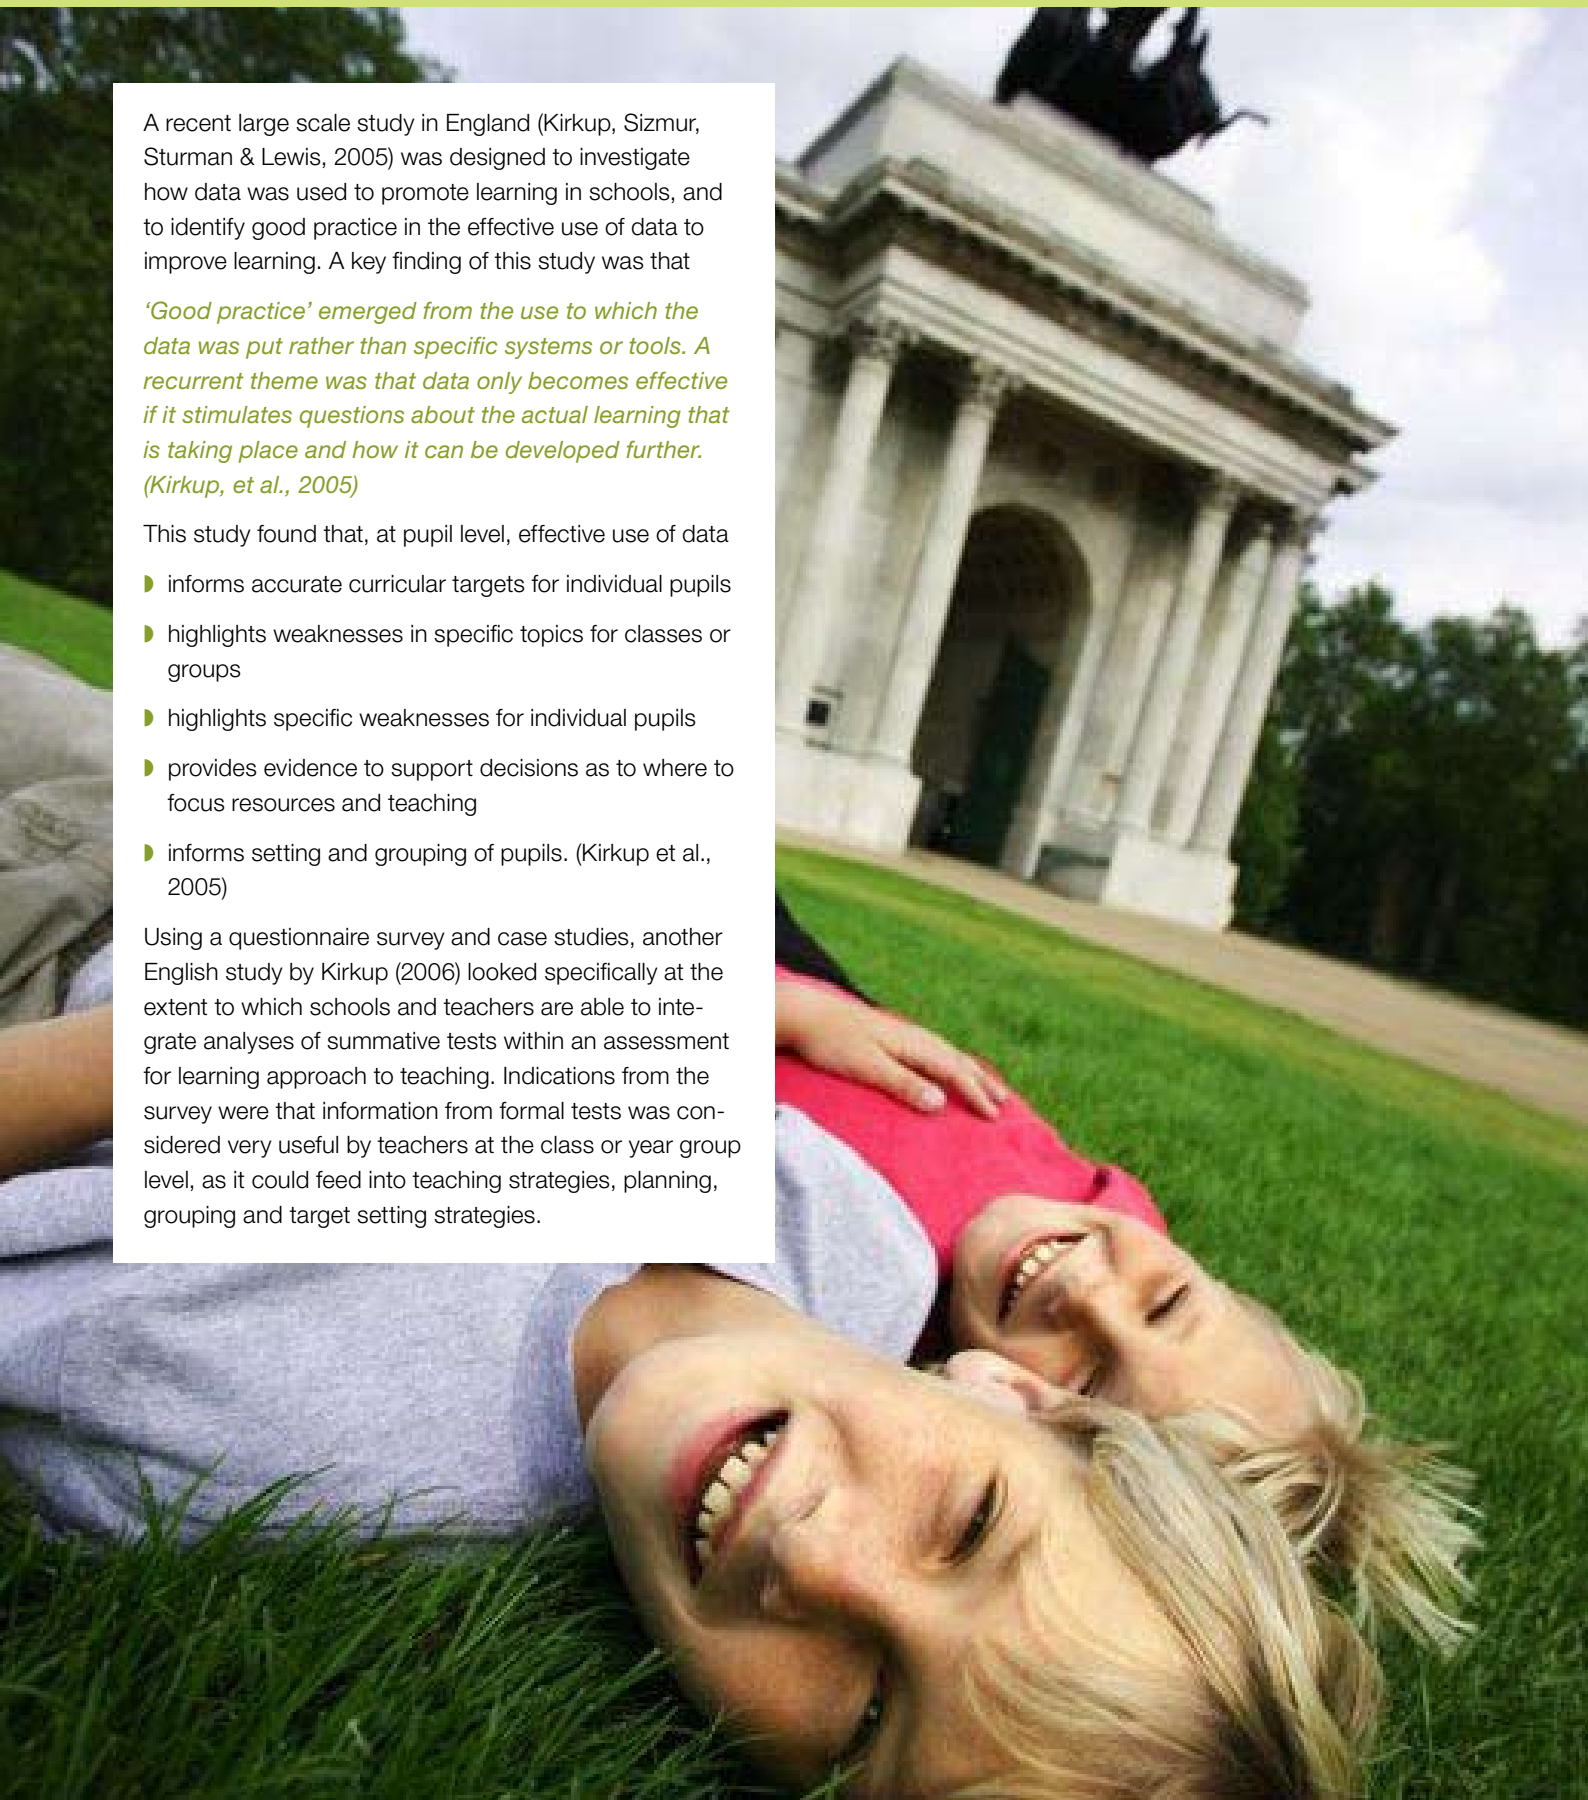 A recent large scale study in England (Kirkup, Sizmur,
Sturman & Lewis, 2005) was designed to investigate
how data was used to promote learning in schools, and
to identify good practice in the effective use of data to
improve learning. A key finding of this study was that
‘Good practice’ emerged from the use to which the
data was put rather than specific systems or tools. A
recurrent theme was that data only becomes effective
if it stimulates questions about the actual learning that
is taking place and how it can be developed further.
(Kirkup, et al., 2005)
This study found that, at pupil level, effective use of data
informs accurate curricular targets for individual pupils
highlights weaknesses in specific topics for classes or
groups
highlights specific weaknesses for individual pupils
provides evidence to support decisions as to where to
focus resources and teaching
informs setting and grouping of pupils. (Kirkup et al.,
2005)
Using a questionnaire survey and case studies, another
English study by Kirkup (2006) looked specifically at the
extent to which schools and teachers are able to inte-
grate analyses of summative tests within an assessment
for learning approach to teaching. Indications from the
survey were that information from formal tests was con-
sidered very useful by teachers at the class or year group
level, as it could feed into teaching strategies, planning,
grouping and target setting strategies.